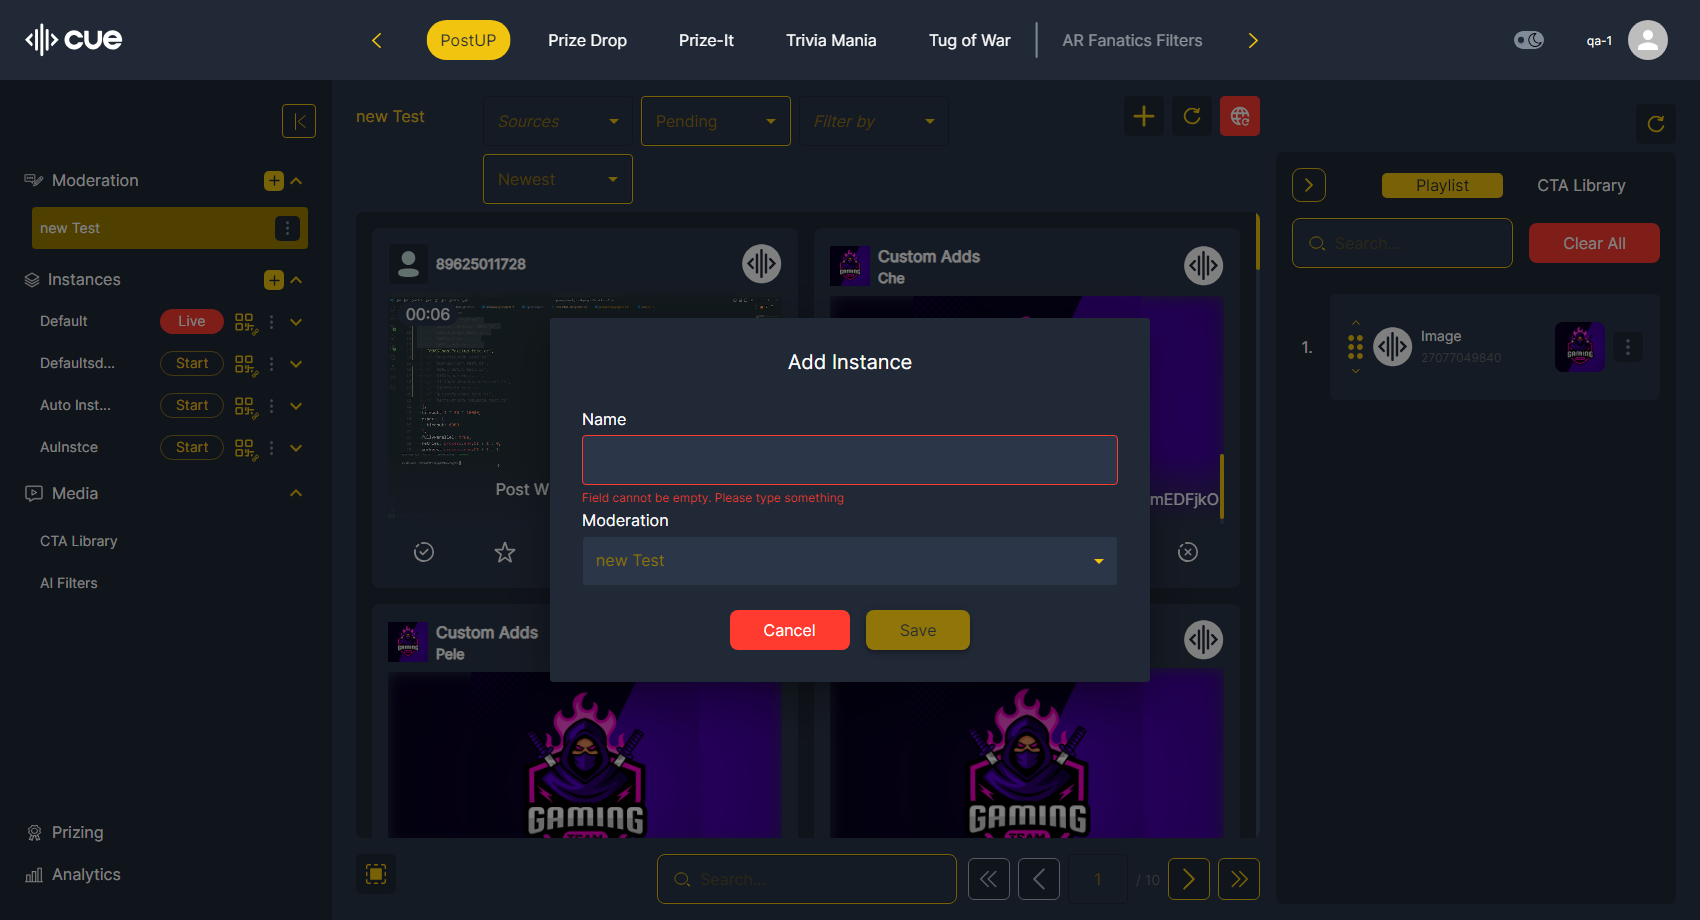 cue
PostUP
Prize Drop
Prize-It
Trivia Mania
Tug of War
AR Fanatics Filters
qa-1
Moderation
new Test
Instances
Default
Live
Defaultsd...
Start
Auto Inst...
Start
AuInstce
Start
Media
CTA Library
AI Filters
Prizing
Analytics
new Test
Sources
Pending
Filter by
Newest
89625011728
00:06
Post W
Custom Adds
Che
mEDFjkO
Custom Adds
Pele
GAMING
TEAM
GAMING
TEAM
Add Instance
Name
Field cannot be empty. Please type something
Moderation
new Test
Cancel
Save
Search...
1
/ 10
Playlist
CTA Library
Search...
Clear All
1.
Image
27077049840
GAMING